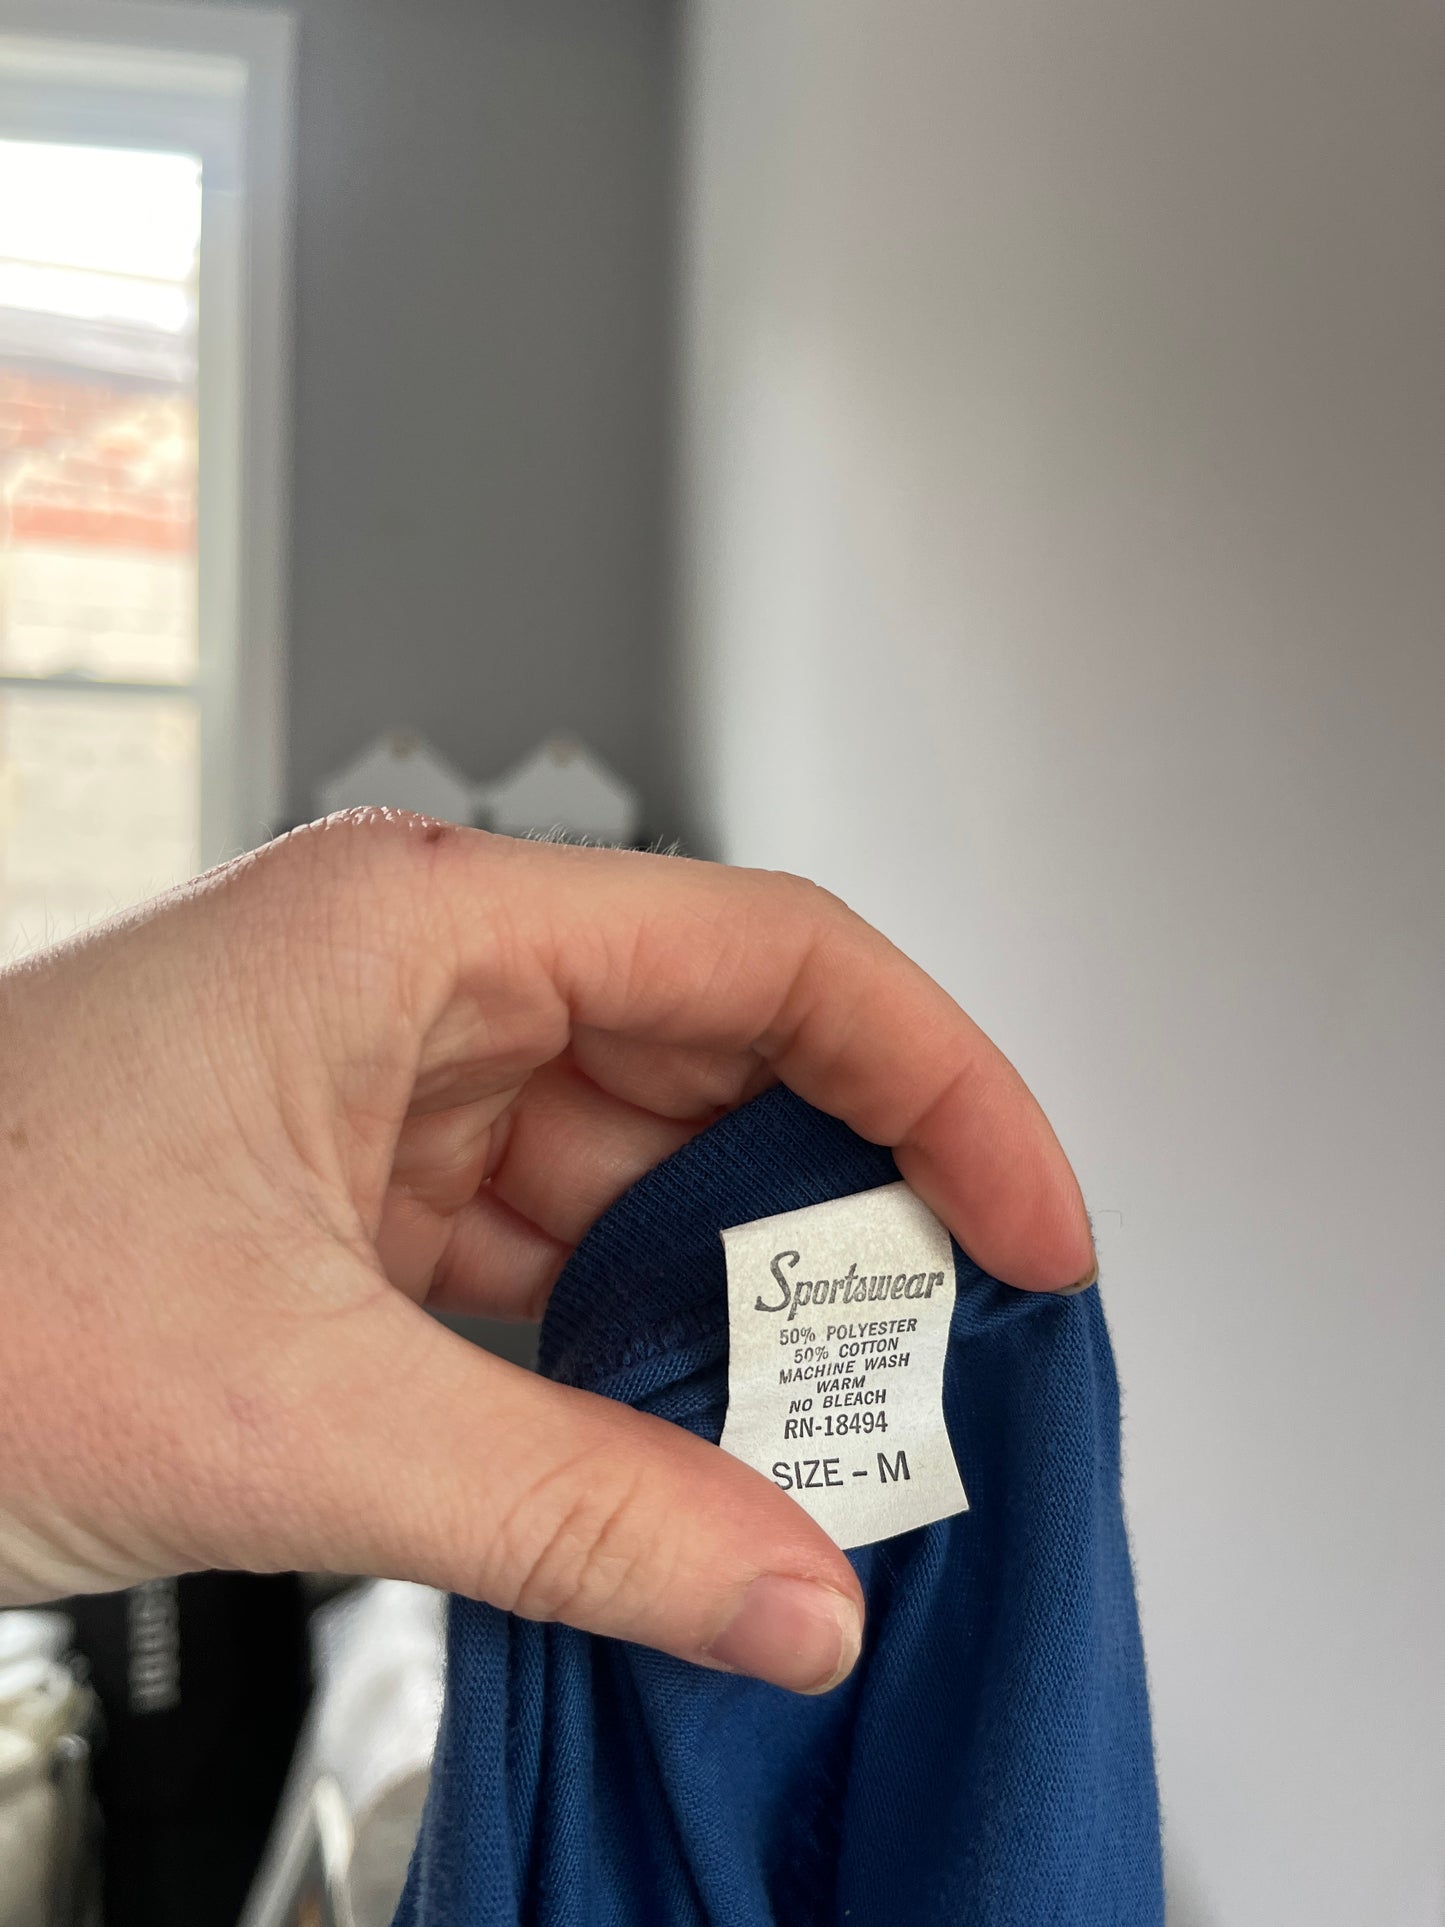 Sportswear
50% POLYESTER
50% COTTON
MACHINE WASH
WARM
NO BLEACH
RN-18494
SIZE - M